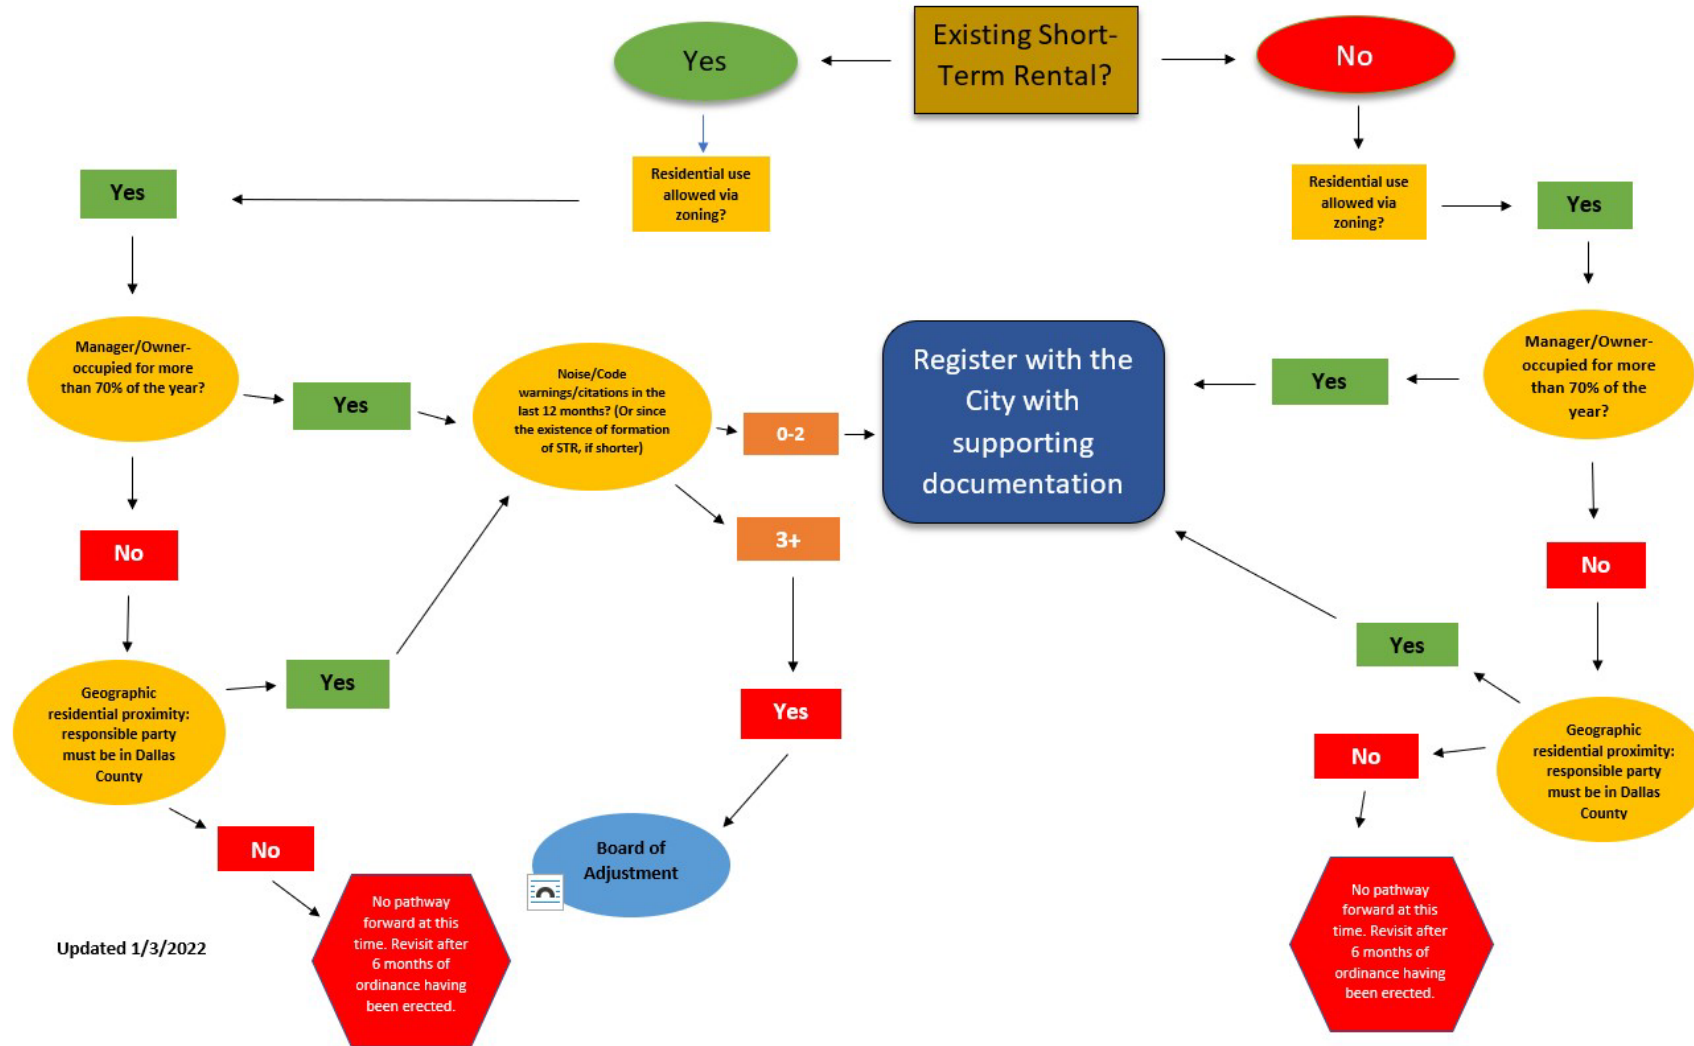 Existing Short-
Term Rental?
Yes
No
Residential use
allowed via
zoning?
Yes
Residential use
allowed via
zoning?
Yes
Manager/Owner-
occupied for more
than 70% of the year?
Yes
Noise/Code
warnings/citations in the
last 12 months? (Or since
the existence of formation
of STR, if shorter)
0-2
3+
Register with the
City with
supporting
documentation
Yes
Manager/Owner-
occupied for more
than 70% of the
year?
No
No
Geographic
residential proximity:
responsible party
must be in Dallas
County
Yes
Yes
Yes
No
Geographic
residential proximity:
responsible party
must be in Dallas
County
No
Board of
Adjustment
No pathway
forward at this
time. Revisit after
6 months of
ordinance having
been erected.
No pathway
forward at this
time. Revisit after
6 months of
ordinance having
been erected.
Updated 1/3/2022